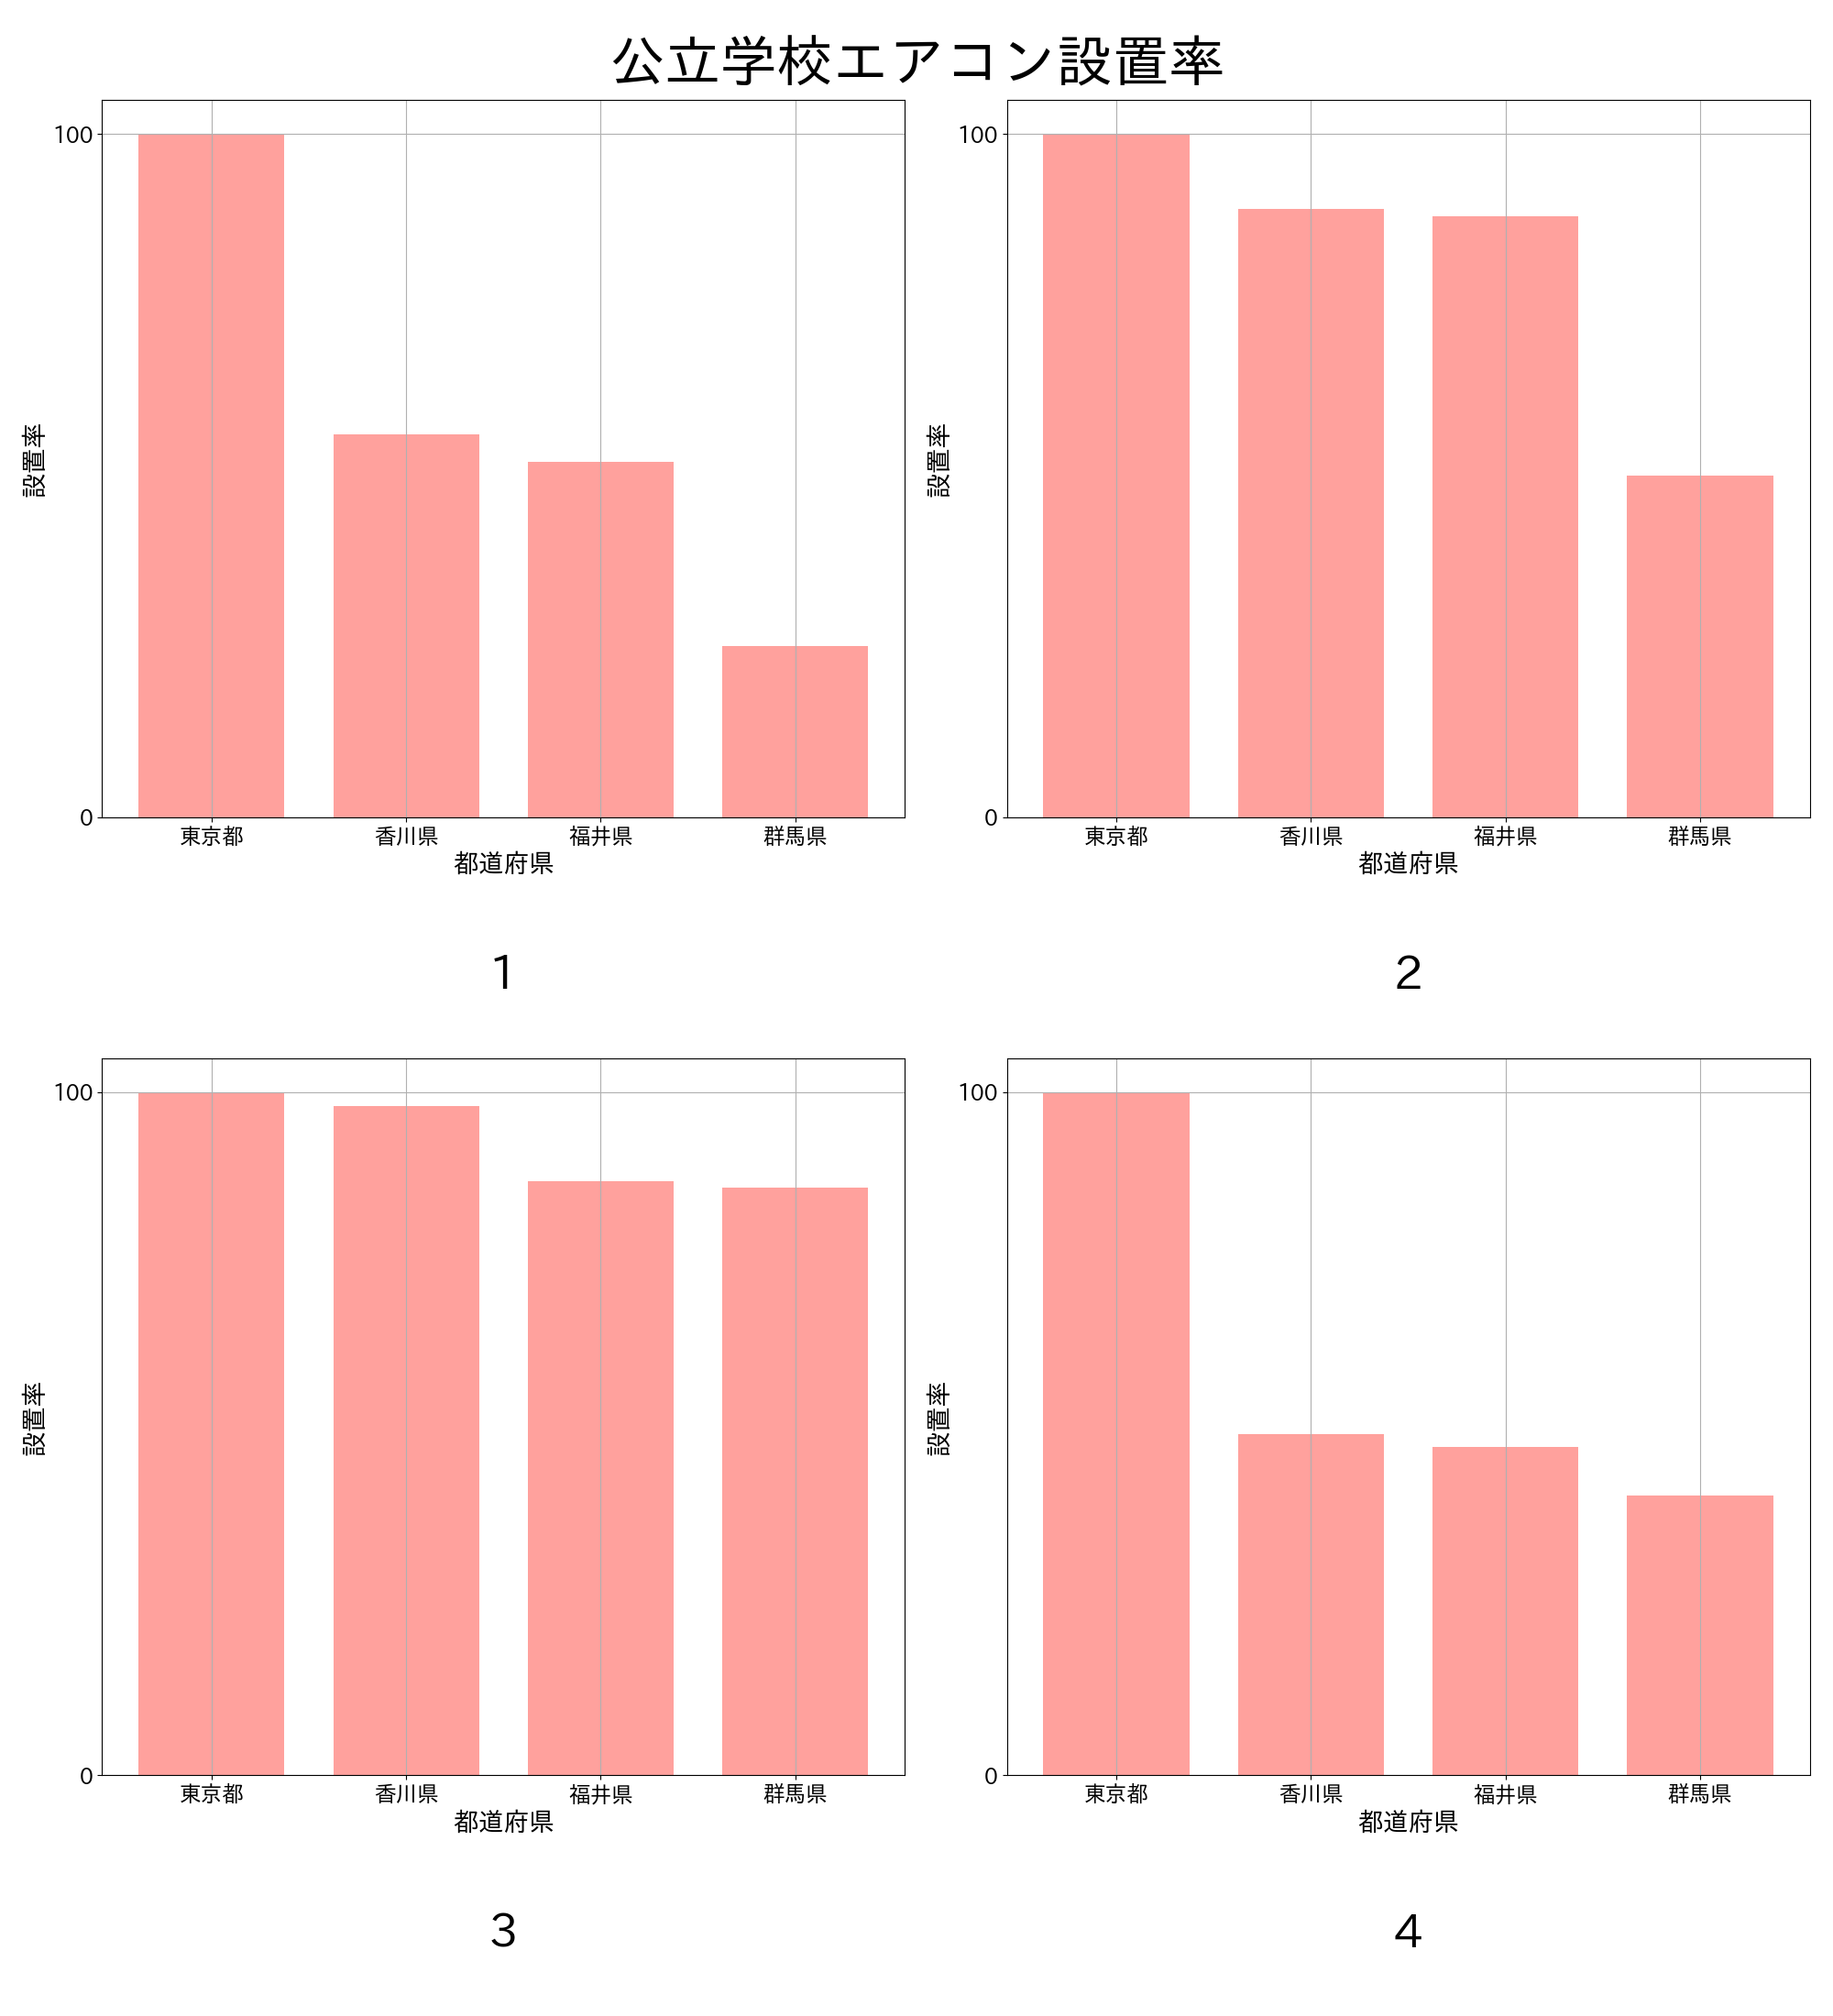 公立学校エアコン設置率
100
0
設置率
東京都 香川県 福井県 群馬県
都道府県
1
100
0
設置率
東京都 香川県 福井県 群馬県
都道府県
2
100
0
設置率
東京都 香川県 福井県 群馬県
都道府県
3
100
0
設置率
東京都 香川県 福井県 群馬県
都道府県
4